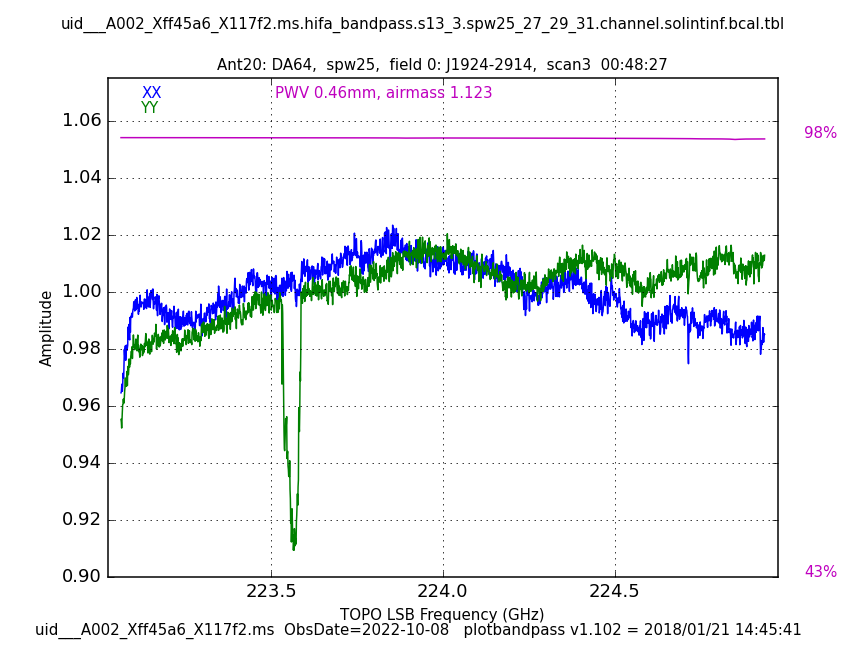 uid___A002_Xff45a6_X117f2.ms.hifa_bandpass.s13_3.spw25_27_29_31.channel.solintinf.bcal.tbl
Ant20: DA64,  spw25,  field 0: J1924-2914,  scan3  00:48:27
XX
PWV 0.46mm, airmass 1.123
YY
1.06
98%
1.04
1.02
1.00
Amplitude
0.98
0.96
0.94
0.92
0.90
43%
223.5
224.0
224.5
TOPO LSB Frequency (GHz)
uid___A002_Xff45a6_X117f2.ms  ObsDate=2022-10-08   plotbandpass v1.102 = 2018/01/21 14:45:41